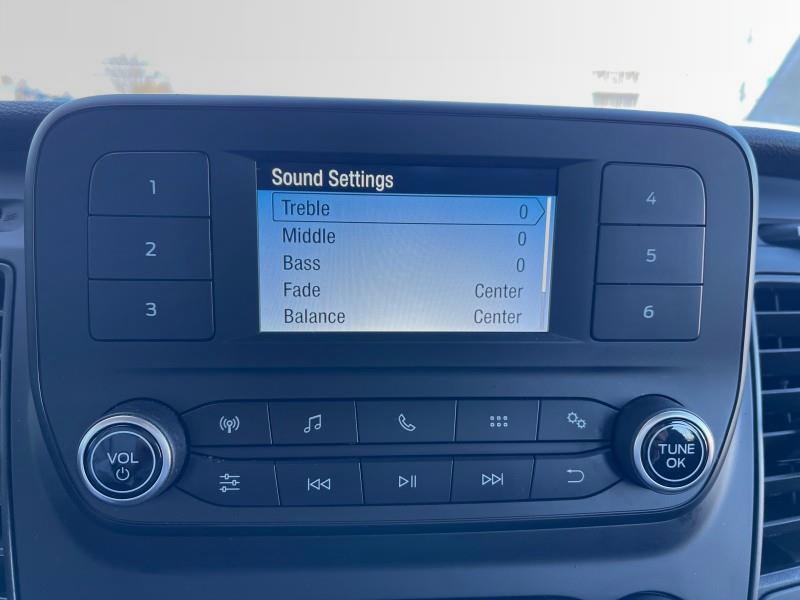 Sound Settings
Treble 0
Middle 0
Bass 0
Fade Center
Balance Center
1
2
3
4
5
6
VOL
TUNE
OK